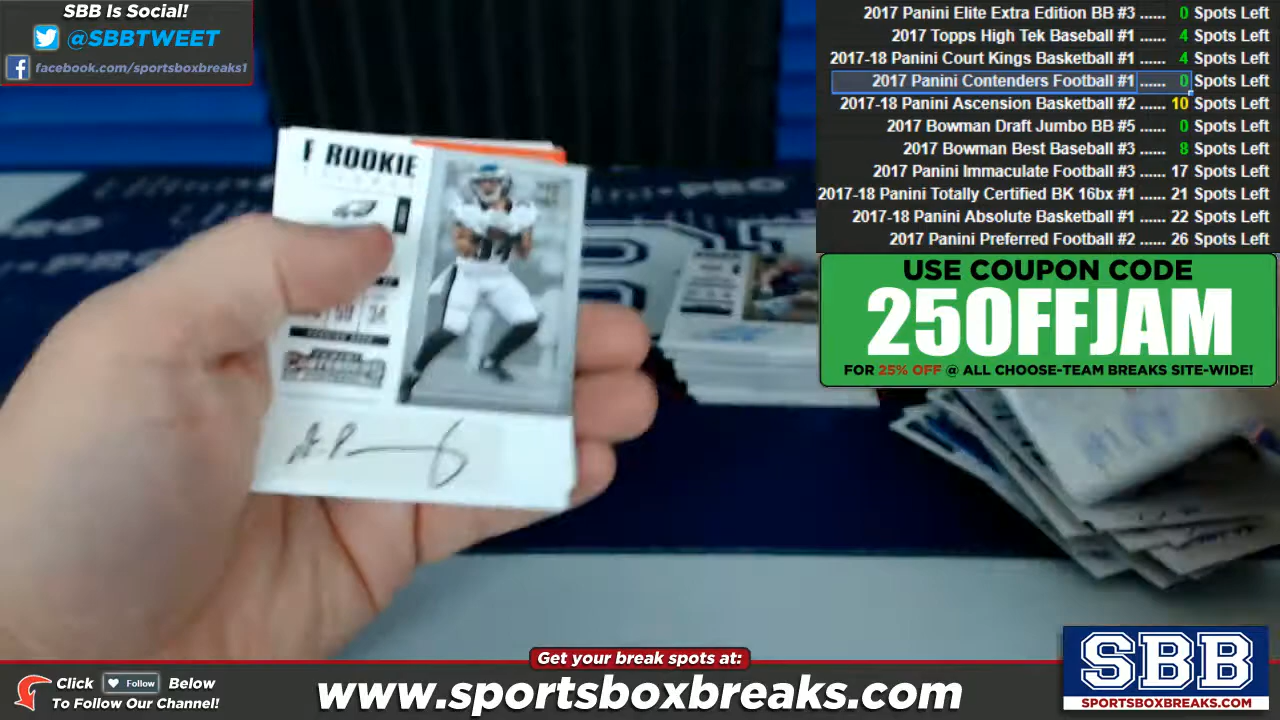 SBB Is Social!
@SBBTWEET
facebook.com/sportsboxbreaks1
2017 Panini Elite Extra Edition BB #3 ...... 0 Spots Left
2017 Topps High Tek Baseball #1 ...... 4 Spots Left
2017-18 Panini Court Kings Basketball #1 ...... 4 Spots Left
2017 Panini Contenders Football #1 ...... 0 Spots Left
2017-18 Panini Ascension Basketball #2 ...... 10 Spots Left
2017 Bowman Draft Jumbo BB #5 ...... 0 Spots Left
2017 Bowman Best Baseball #3 ...... 8 Spots Left
2017 Panini Immaculate Football #3 ...... 17 Spots Left
2017-18 Panini Totally Certified BK 16bx #1 ...... 21 Spots Left
2017-18 Panini Absolute Basketball #1 ...... 22 Spots Left
2017 Panini Preferred Football #2 ...... 26 Spots Left
USE COUPON CODE
25OFFJAM
FOR 25% OFF @ ALL CHOOSE-TEAM BREAKS SITE-WIDE!
F ROOKIE
PANINI
CONTENDERS
Get your break spots at:
Click Follow Below
To Follow Our Channel!
www.sportsboxbreaks.com
SBB
SPORTSBOXBREAKS.COM